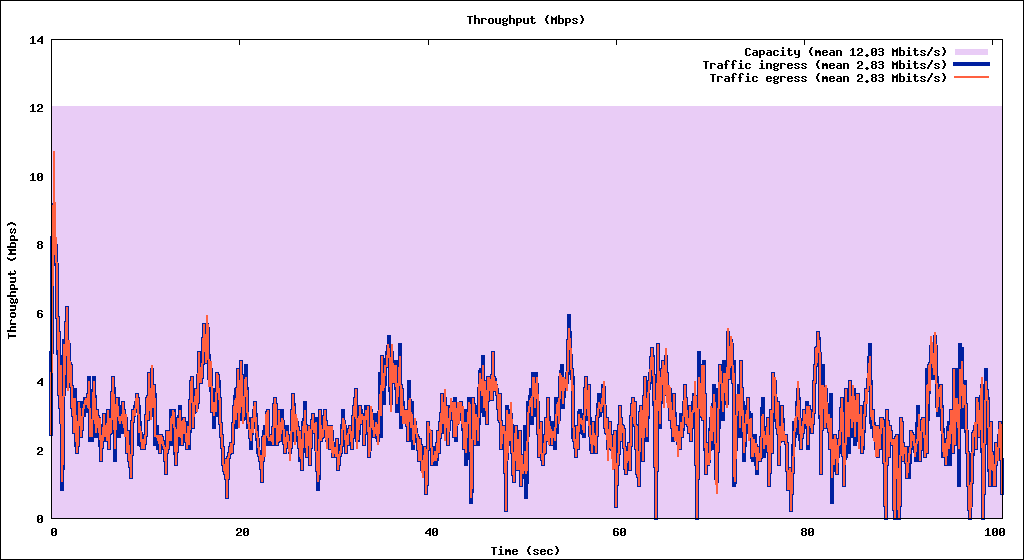 Throughput (Mbps)
14
Capacity (mean 12.03 Mbits/s)
Traffic ingress (mean 2.83 Mbits/s)
Traffic egress (mean 2.83 Mbits/s)
12
10
8
6
4
2
0
Throughput (Mbps)
0 20 40 60 80 100
Time (sec)